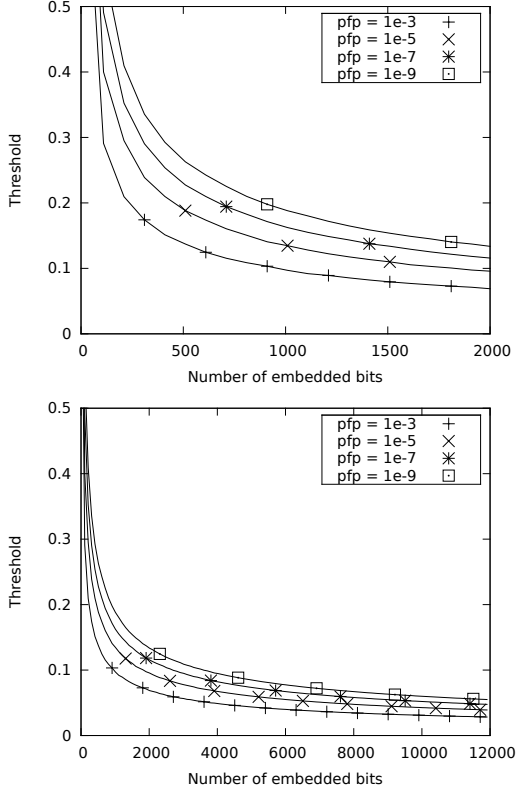 0.5
pfp = 1e-3
pfp = 1e-5
pfp = 1e-7
pfp = 1e-9
0.4
0.3
Threshold
0.2
0.1
0
0 500 1000 1500 2000
Number of embedded bits
0.5
pfp = 1e-3
pfp = 1e-5
pfp = 1e-7
pfp = 1e-9
0.4
0.3
Threshold
0.2
0.1
0
0 2000 4000 6000 8000 10000 12000
Number of embedded bits